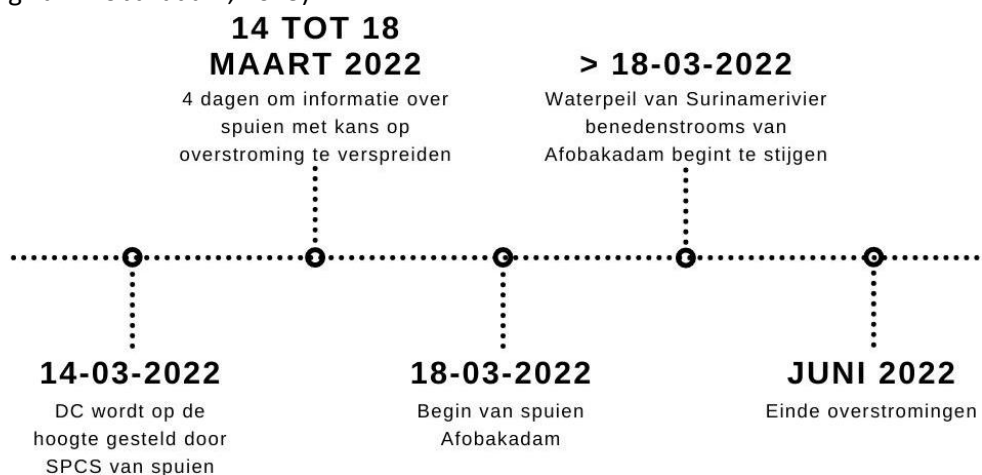 14 TOT 18
MAART 2022
4 dagen om informatie over
spuien met kans op
overstroming te verspreiden
> 18-03-2022
Waterpeil van Surinamerivier
benedenstrooms van
Afobakadam begint te stijgen
14-03-2022
DC wordt op de
hoogte gesteld door
SPCS van spuien
18-03-2022
Begin van spuien
Afobakadam
JUNI 2022
Einde overstromingen